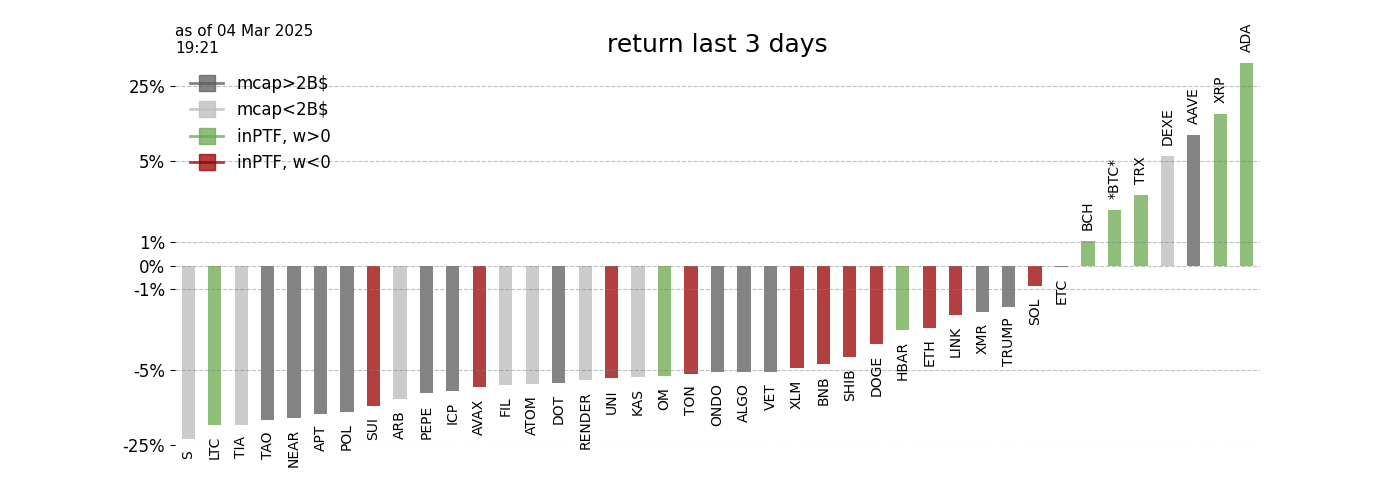 as of 04 Mar 2025
19:21
return last 3 days
mcap>2B$
mcap<2B$
inPTF, w>0
inPTF, w<0
25%
5%
1%
0%
-1%
-5%
-25%
S
LTC
TIA
TAO
NEAR
APT
POL
SUI
ARB
PEPE
ICP
AVAX
FIL
ATOM
DOT
RENDER
UNI
KAS
OM
TON
ONDO
ALGO
VET
XLM
BNB
SHIB
DOGE
HBAR
ETH
LINK
XMR
TRUMP
SOL
ETC
BCH
*BTC*
TRX
DEXE
AAVE
XRP
ADA